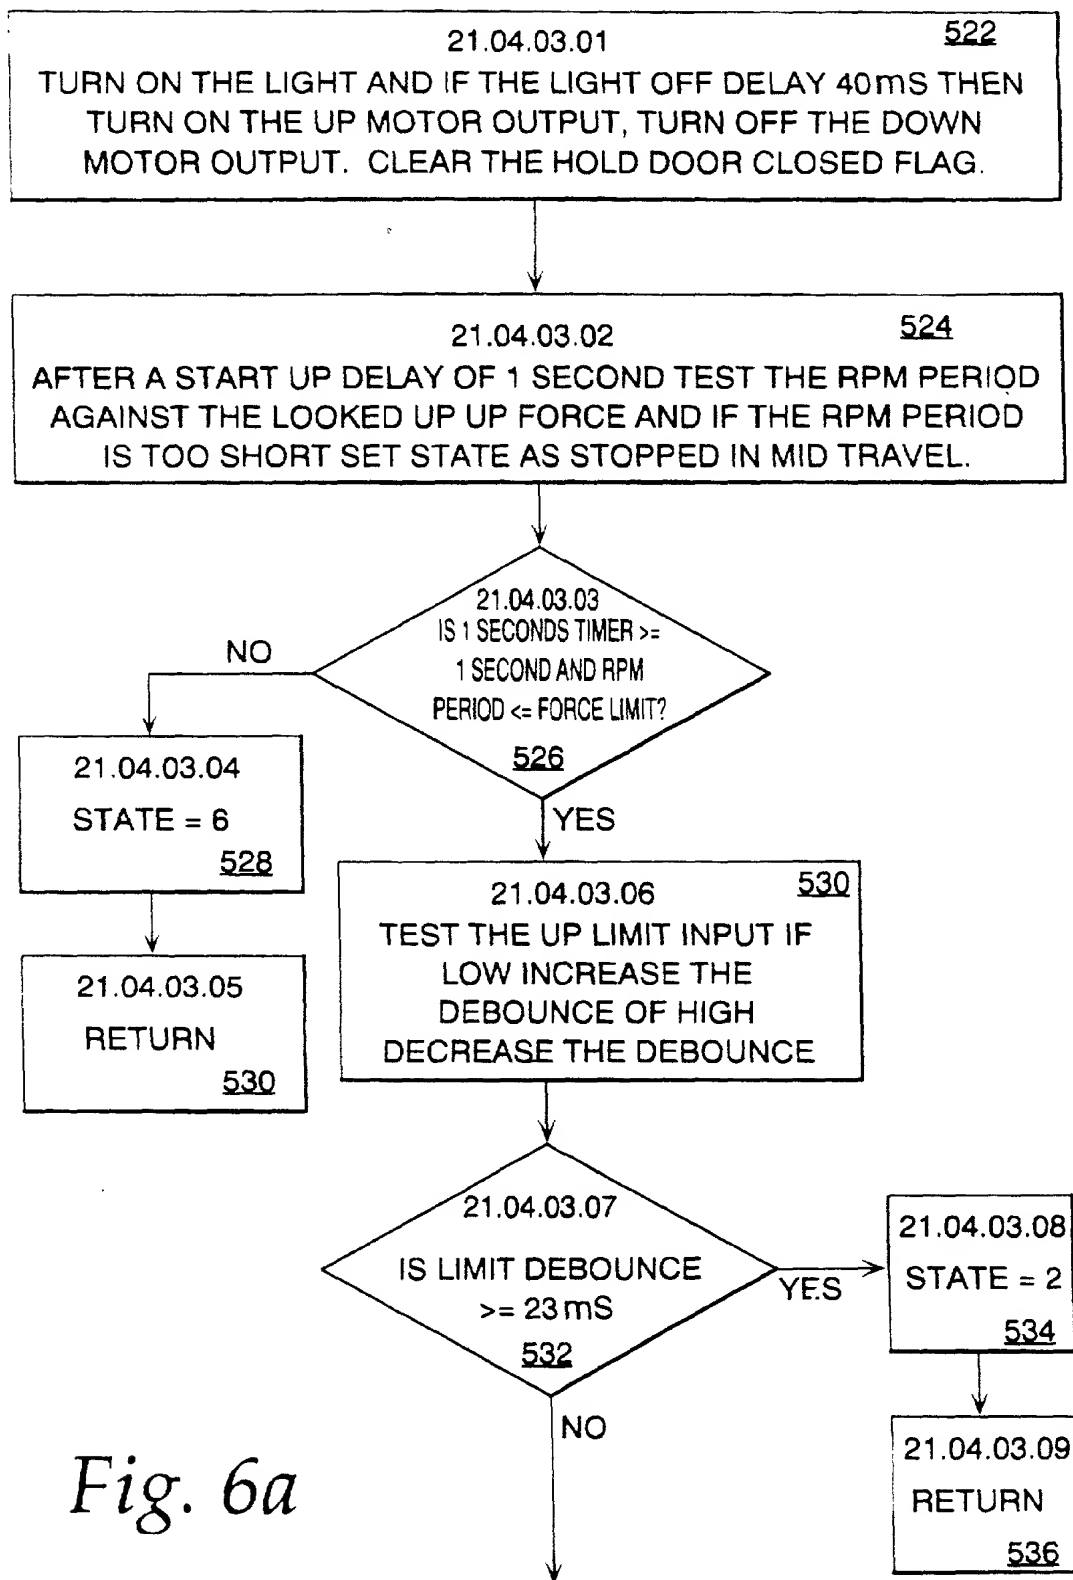 21.04.03.01
522
TURN ON THE LIGHT AND IF THE LIGHT OFF DELAY 40mS THEN
TURN ON THE UP MOTOR OUTPUT, TURN OFF THE DOWN
MOTOR OUTPUT. CLEAR THE HOLD DOOR CLOSED FLAG.
21.04.03.02
524
AFTER A START UP DELAY OF 1 SECOND TEST THE RPM PERIOD
AGAINST THE LOOKED UP UP FORCE AND IF THE RPM PERIOD
IS TOO SHORT SET STATE AS STOPPED IN MID TRAVEL.
21.04.03.03
IS 1 SECONDS TIMER >=
1 SECOND AND RPM
PERIOD <= FORCE LIMIT?
526
NO
YES
21.04.03.04
STATE = 6
528
21.04.03.05
RETURN
530
21.04.03.06
530
TEST THE UP LIMIT INPUT IF
LOW INCREASE THE
DEBOUNCE OF HIGH
DECREASE THE DEBOUNCE
21.04.03.07
IS LIMIT DEBOUNCE
>= 23mS
532
YES
NO
21.04.03.08
STATE = 2
534
21.04.03.09
RETURN
536
Fig. 6a